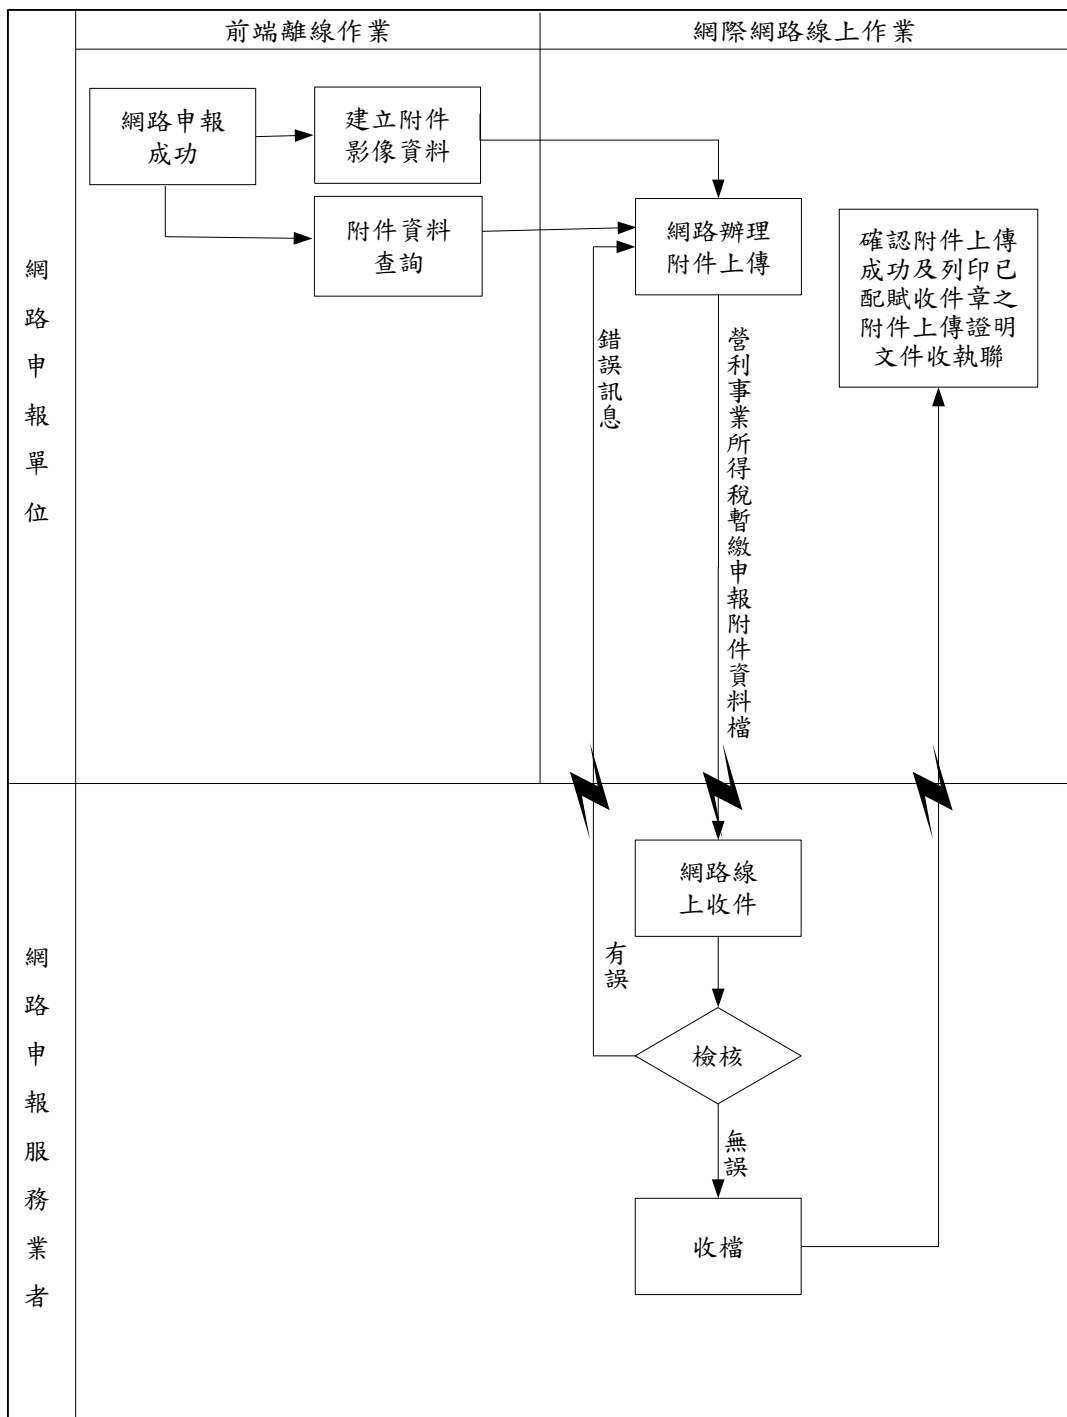 前端離線作業
網際網路線上作業
網路申報單位
網路申報
成功
建立附件
影像資料
附件資料
查詢
網路辦理
附件上傳
確認附件上傳
成功及列印已
配賦收件章之
附件上傳證明
文件收執聯
錯誤訊息
營利事業所得稅暫繳申報附件資料檔
網路申報服務業者
網路線
上收件
有誤
檢核
無誤
收檔